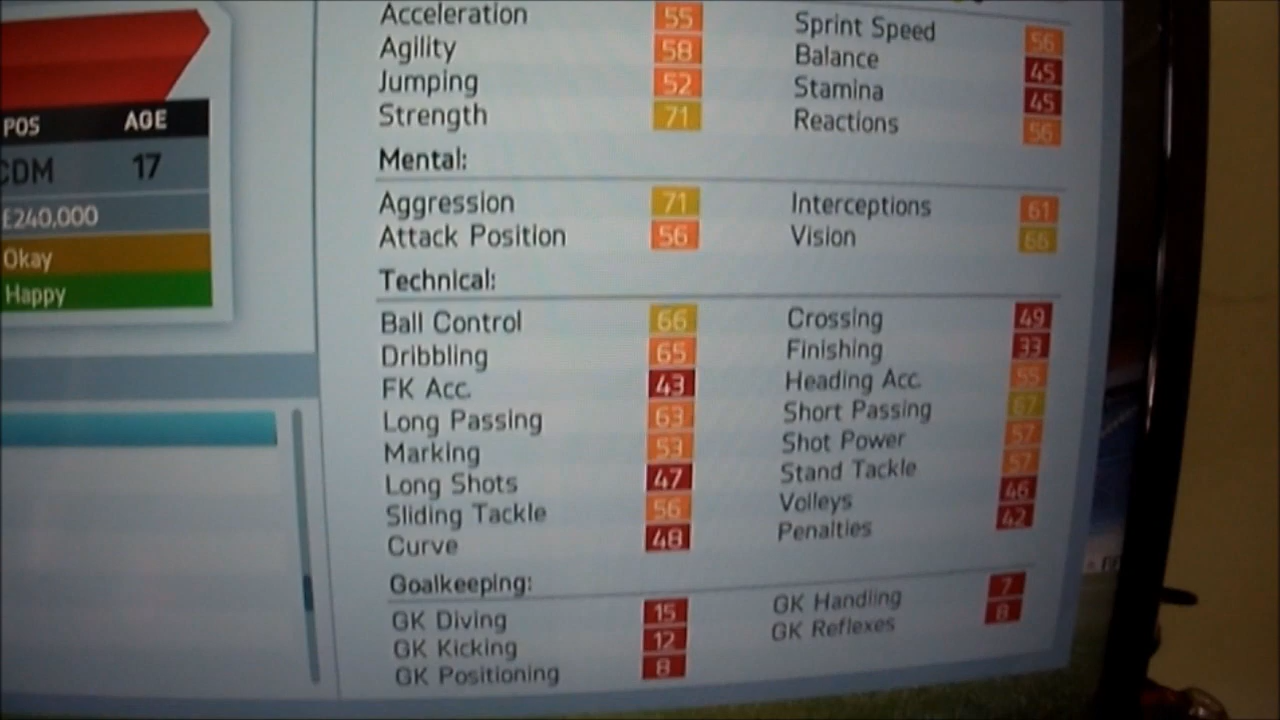 POS AGE
CDM 17
£240,000
Okay
Happy
Acceleration 55 Sprint Speed 56
Agility 58 Balance 45
Jumping 52 Stamina 45
Strength 71 Reactions 56
Mental:
Aggression 71 Interceptions 61
Attack Position 56 Vision 66
Technical:
Ball Control 66 Crossing 49
Dribbling 65 Finishing 33
FK Acc. 43 Heading Acc. 55
Long Passing 63 Short Passing 67
Marking 53 Shot Power 57
Long Shots 47 Stand Tackle 57
Sliding Tackle 56 Volleys 46
Curve 48 Penalties 42
Goalkeeping:
GK Diving 15 GK Handling 7
GK Kicking 12 GK Reflexes 8
GK Positioning 8